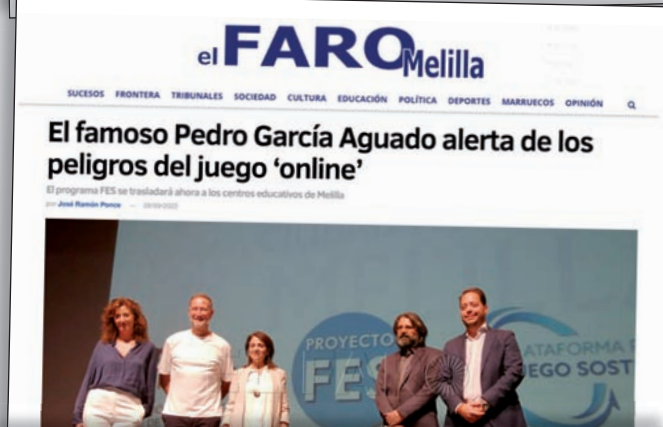 el FARO Melilla
SUCESOS FRONTERA TRIBUNALES SOCIEDAD CULTURA EDUCACIÓN POLÍTICA DEPORTES MARRUECOS OPINIÓN
El famoso Pedro García Aguado alerta de los
peligros del juego ‘online’
El programa FES se trasladará ahora a los centros educativos de Melilla
por José Ramón Ponce —
PROYECTO
FES
ATAFORMA
EGO SOST